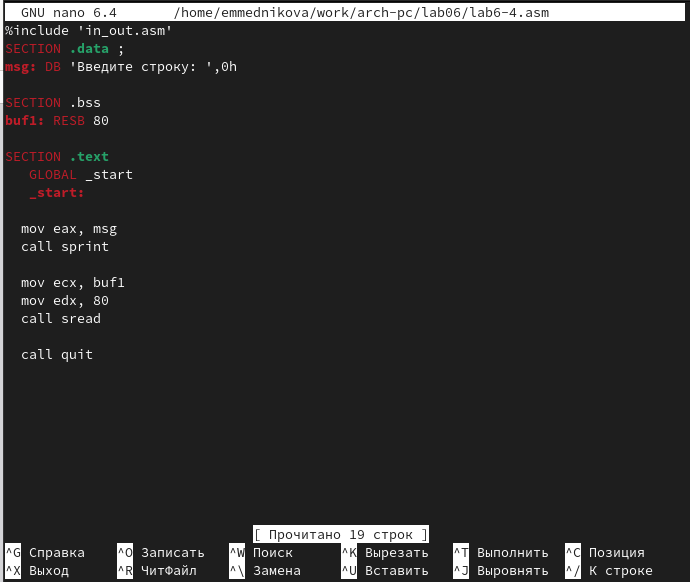 GNU nano 6.4 /home/emmednikova/work/arch-pc/lab06/lab6-4.asm
%include 'in_out.asm'
SECTION .data ;
msg: DB 'Введите строку: ',0h
SECTION .bss
buf1: RESB 80
SECTION .text
GLOBAL _start
_start:
mov eax, msg
call sprint
mov ecx, buf1
mov edx, 80
call sread
call quit
[ Прочитано 19 строк ]
^G Справка ^O Записать ^W Поиск ^K Вырезать ^T Выполнить ^C Позиция
^X Выход ^R ЧитФайл ^\ Замена ^U Вставить ^J Выровнять ^/ К строке